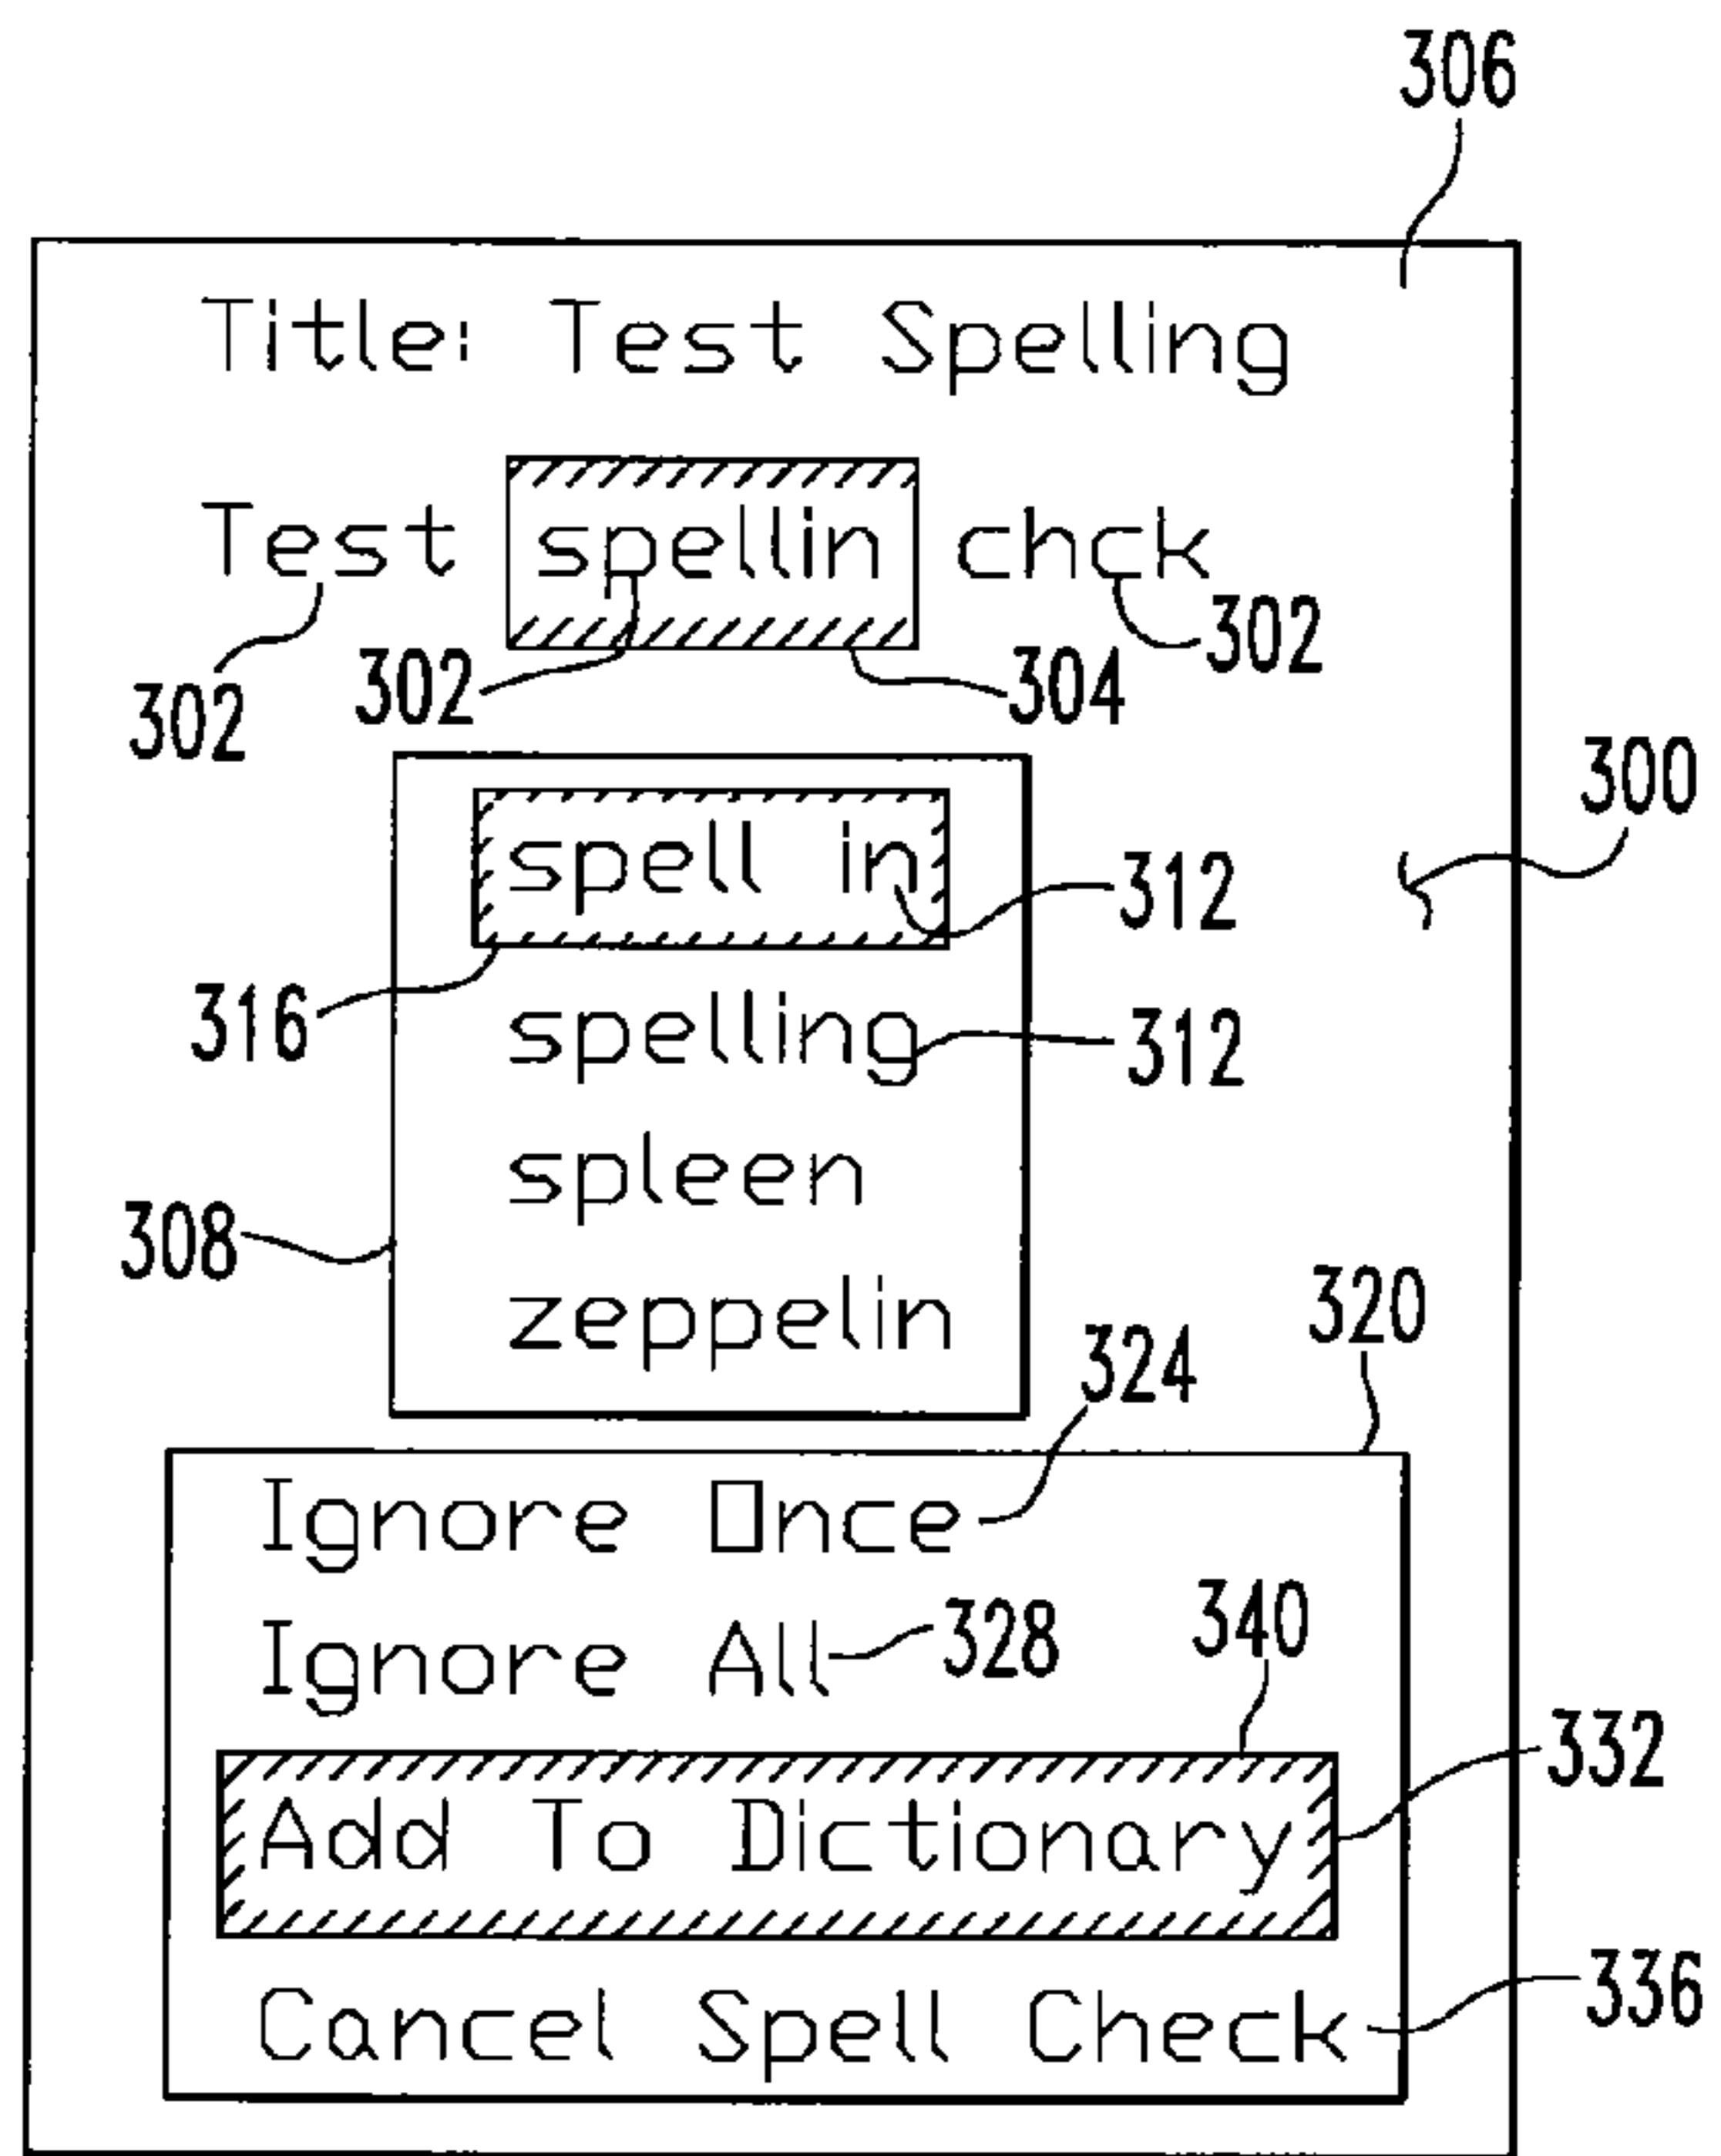 306
Title: Test Spelling
Test spellin chck
302 302 304 302
300
spell in 312
316
spelling 312
spleen
308
zeppelin
320
324
Ignore Once
Ignore All 328 340
332
Add To Dictionary
Cancel Spell Check 336